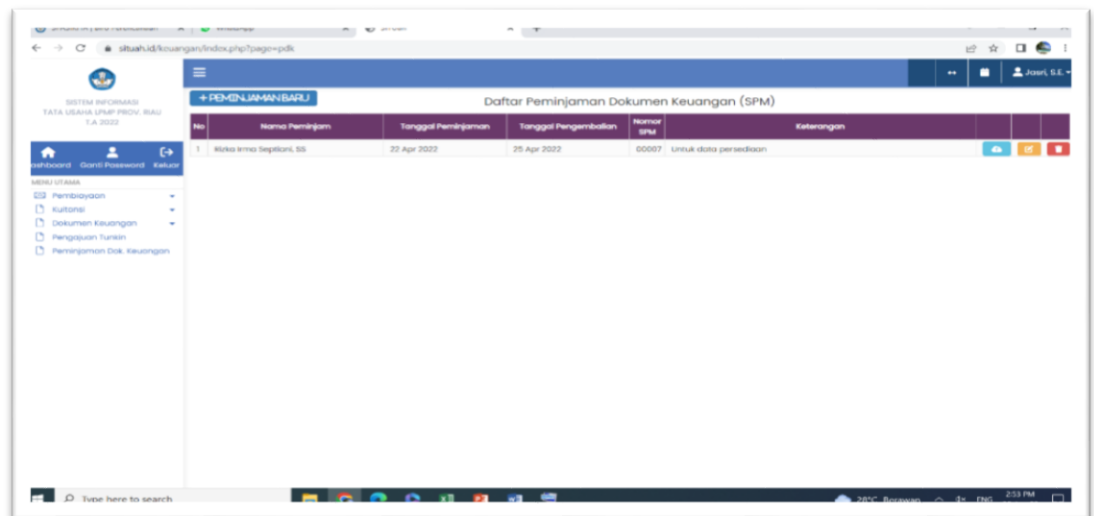 situah.id/keuangan/index.php?page=pdk
Jasri, S.E.
SISTEM INFORMASI
TATA USAHA LPMP PROV. RIAU
T.A 2022
ashboard Ganti Password Keluar
MENU UTAMA
Pembiayaan
Kuitansi
Dokumen Keuangan
Pengajuan Tunkin
Peminjaman Dok. Keuangan
+ PEMINJAMAN BARU
Daftar Peminjaman Dokumen Keuangan (SPM)
No Nama Peminjam Tanggal Peminjaman Tanggal Pengembalian Nomor SPM Keterangan
1 Rizka Irma Septiani, SS 22 Apr 2022 25 Apr 2022 00007 Untuk data persediaan
Type here to search
28°C Berawan ENG 2:53 PM